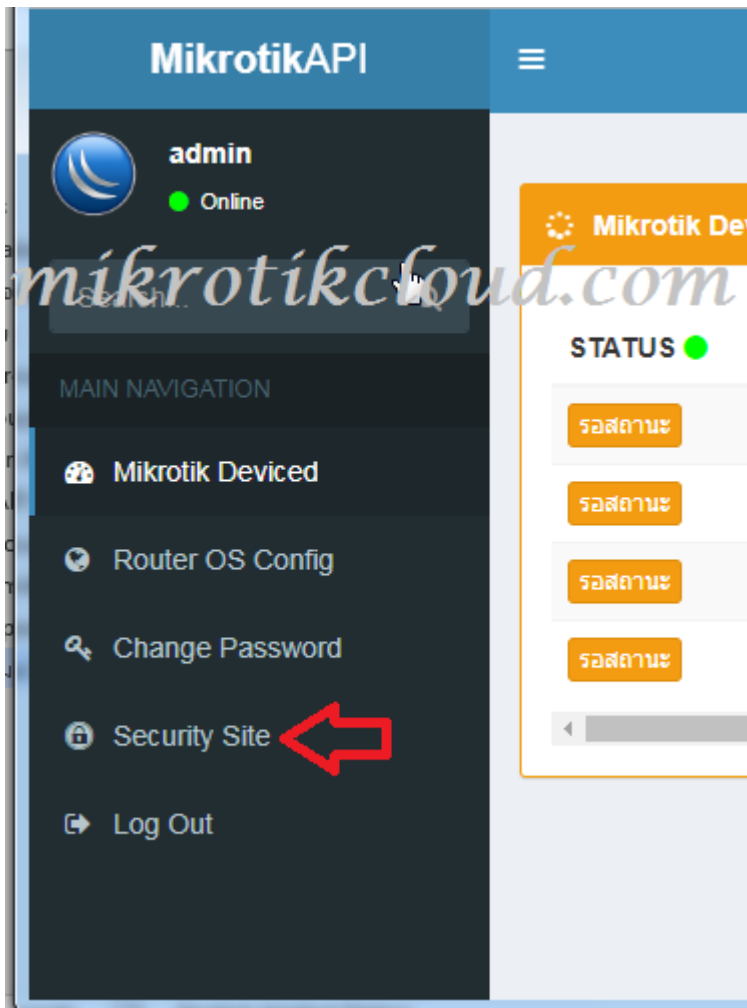 MikrotikAPI
admin
Online
mikrotikcloud.com
Search...
MAIN NAVIGATION
Mikrotik Deviced
Router OS Config
Change Password
Security Site
Log Out
Mikrotik De
STATUS
รอสถานะ
รอสถานะ
รอสถานะ
รอสถานะ